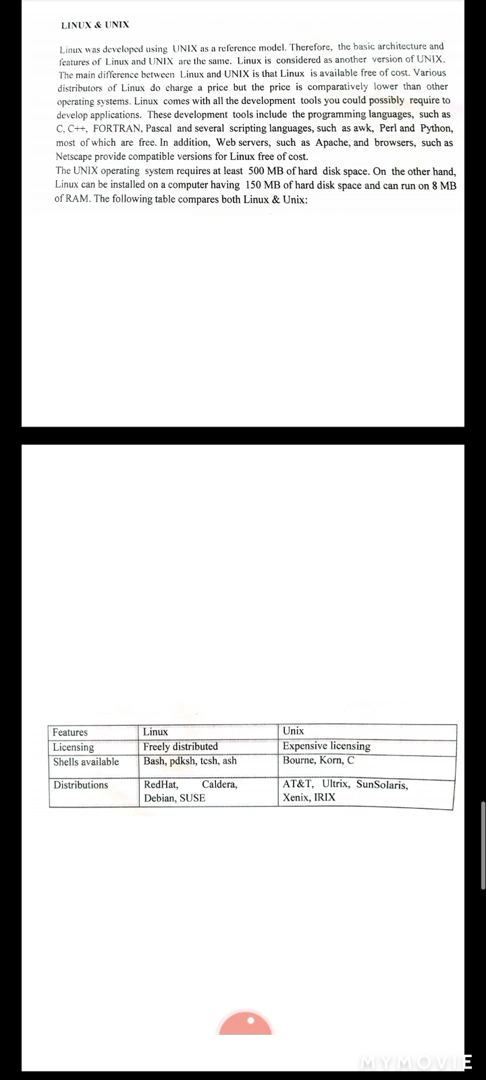 LINUX & UNIX
Linux was developed using UNIX as a reference model. Therefore, the basic architecture and
features of Linux and UNIX are the same. Linux is considered as another version of UNIX.
The main difference between Linux and UNIX is that Linux is available free of cost. Various
distributors of Linux do charge a price but the price is comparatively lower than other
operating systems. Linux comes with all the development tools you could possibly require to
develop applications. These development tools include the programming languages, such as
C, C++, FORTRAN, Pascal and several scripting languages, such as awk, Perl and Python,
most of which are free. In addition, Web servers, such as Apache, and browsers, such as
Netscape provide compatible versions for Linux free of cost.
The UNIX operating system requires at least 500 MB of hard disk space. On the other hand,
Linux can be installed on a computer having 150 MB of hard disk space and can run on 8 MB
of RAM. The following table compares both Linux & Unix:
Features Linux Unix
Licensing Freely distributed Expensive licensing
Shells available Bash, pdksh, tcsh, ash Bourne, Korn, C
Distributions RedHat, Caldera, AT&T, Ultrix, SunSolaris,
Debian, SUSE Xenix, IRIX
MYMOVIE